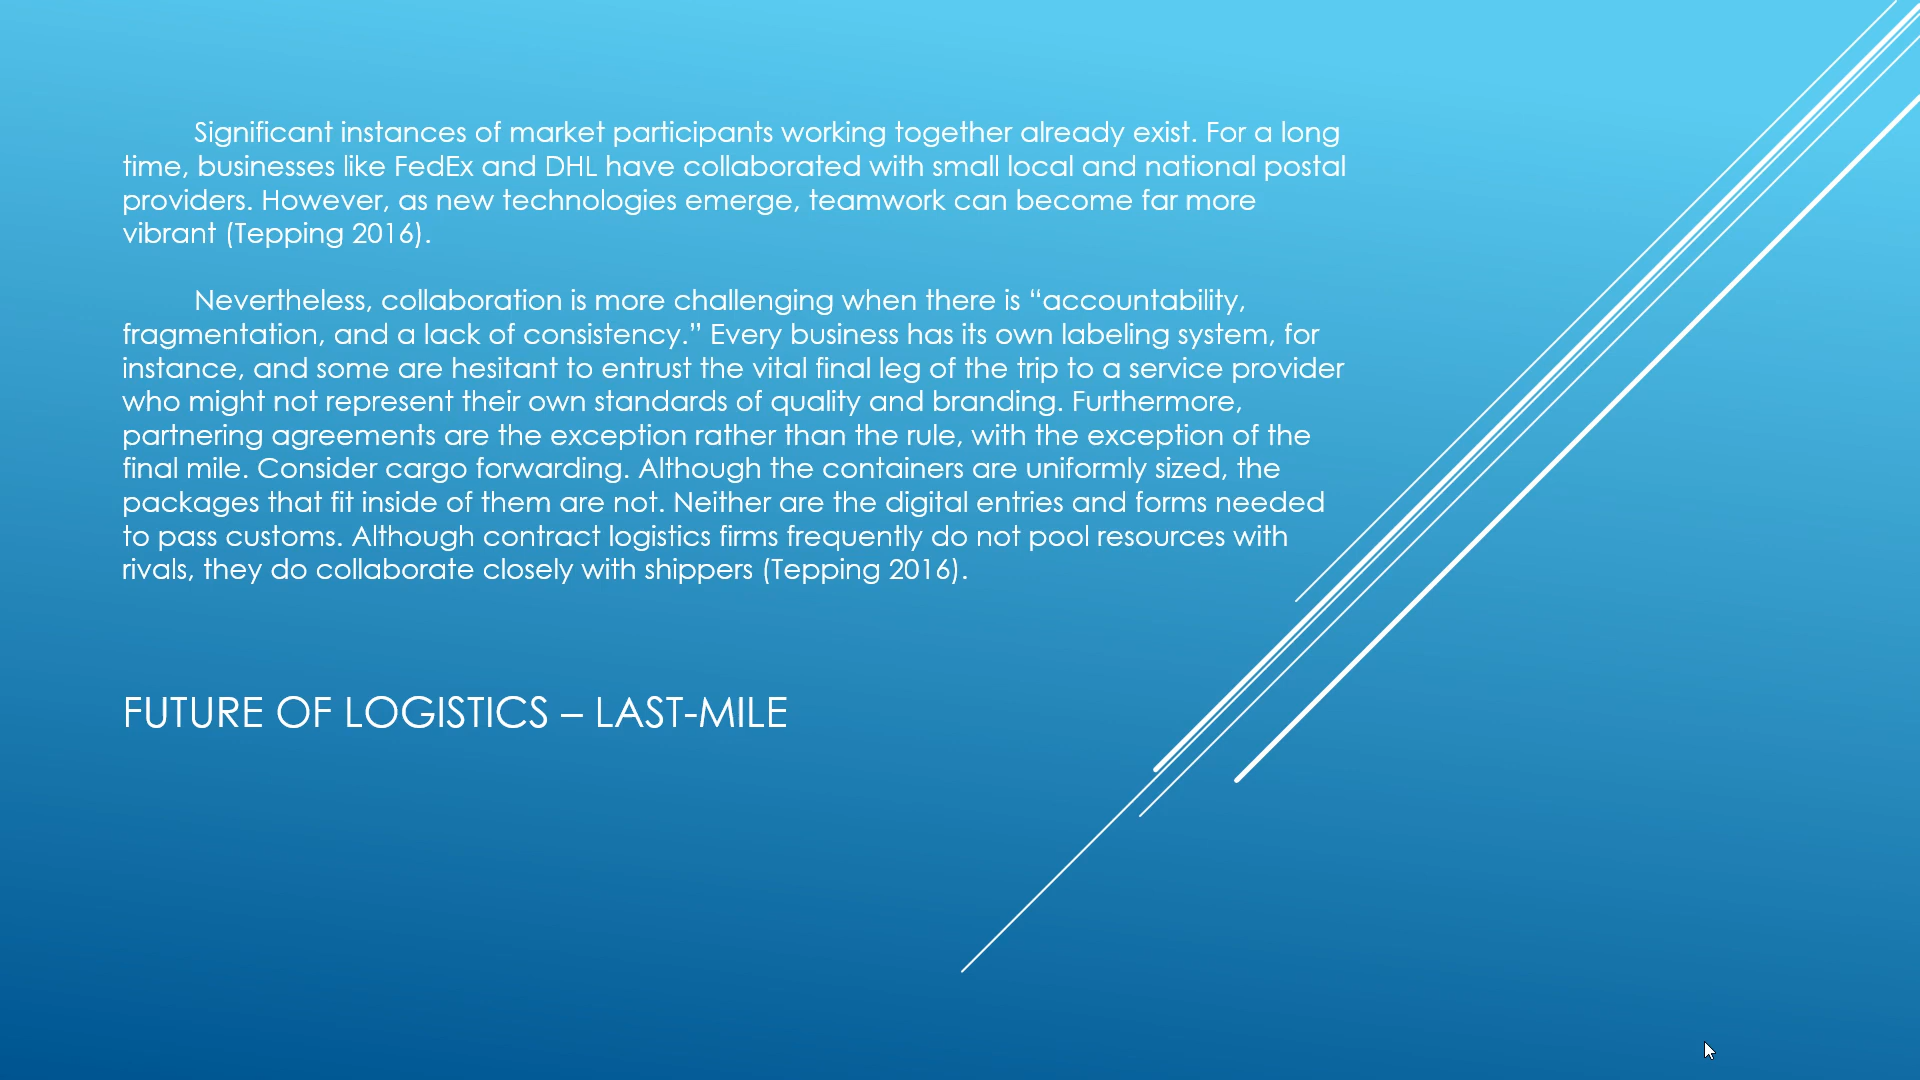 Significant instances of market participants working together already exist. For a long
time, businesses like FedEx and DHL have collaborated with small local and national postal
providers. However, as new technologies emerge, teamwork can become far more
vibrant (Tepping 2016).
Nevertheless, collaboration is more challenging when there is “accountability,
fragmentation, and a lack of consistency.” Every business has its own labeling system, for
instance, and some are hesitant to entrust the vital final leg of the trip to a service provider
who might not represent their own standards of quality and branding. Furthermore,
partnering agreements are the exception rather than the rule, with the exception of the
final mile. Consider cargo forwarding. Although the containers are uniformly sized, the
packages that fit inside of them are not. Neither are the digital entries and forms needed
to pass customs. Although contract logistics firms frequently do not pool resources with
rivals, they do collaborate closely with shippers (Tepping 2016).
FUTURE OF LOGISTICS – LAST-MILE